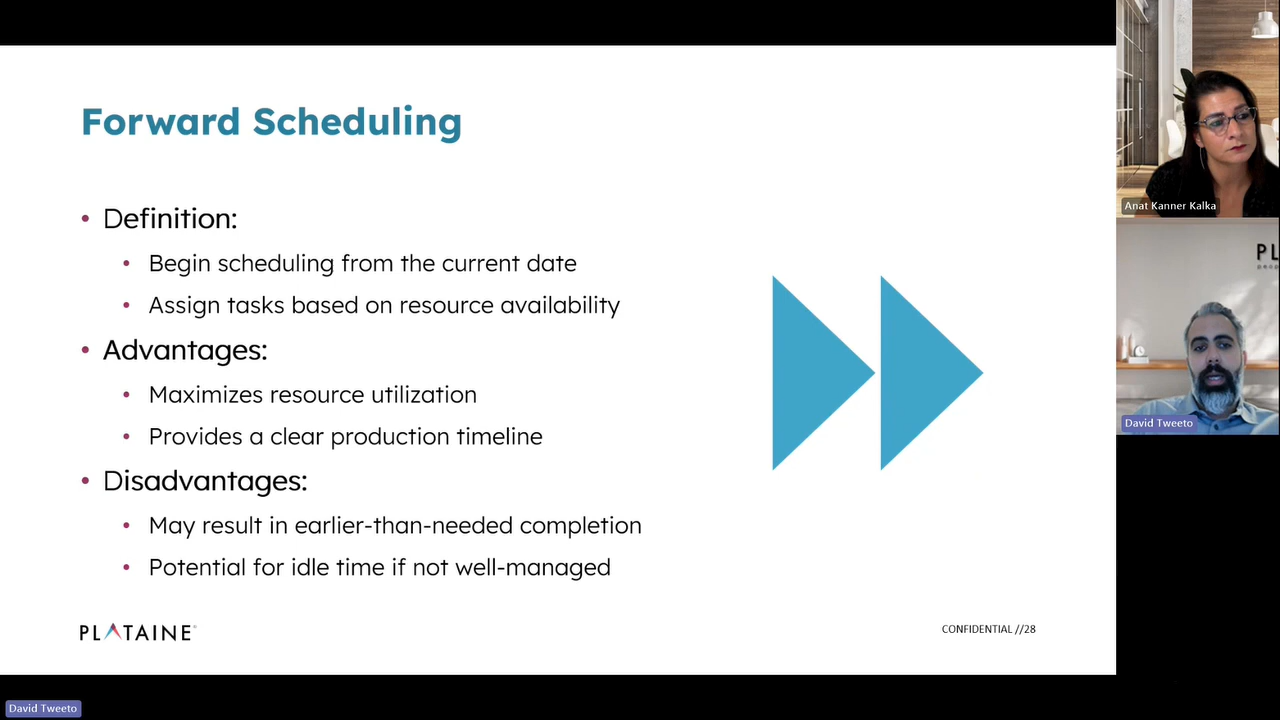 Forward Scheduling
• Definition:
• Begin scheduling from the current date
• Assign tasks based on resource availability
• Advantages:
• Maximizes resource utilization
• Provides a clear production timeline
• Disadvantages:
• May result in earlier-than-needed completion
• Potential for idle time if not well-managed
PLATAINE
CONFIDENTIAL //28
Anat Kanner Kalka
PL
David Tweeto
David Tweeto